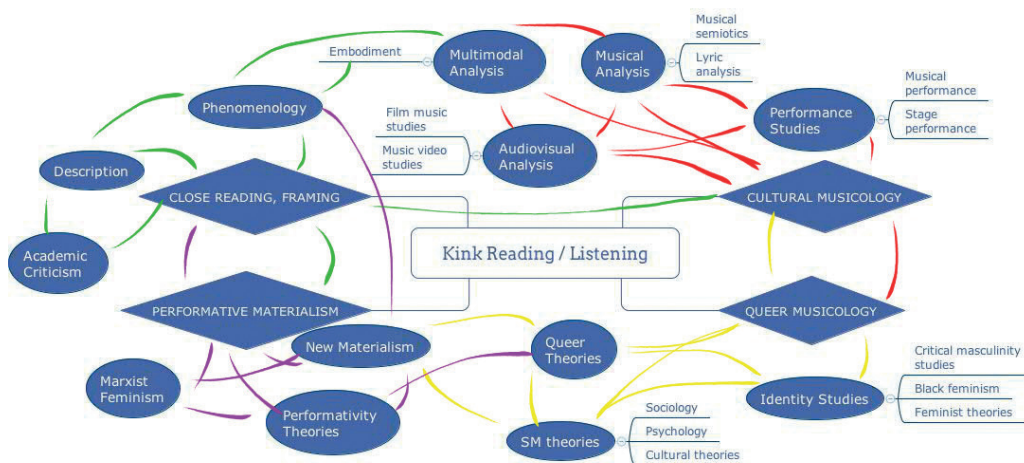 Embodiment
Multimodal
Analysis
Musical
Analysis
Musical
semiotics
Lyric
analysis
Phenomenology
Film music
studies
Music video
studies
Audiovisual
Analysis
Performance
Studies
Musical
performance
Stage
performance
Description
CLOSE READING, FRAMING
CULTURAL MUSICOLOGY
Academic
Criticism
Kink Reading / Listening
PERFORMATIVE MATERIALISM
QUEER MUSICOLOGY
New Materialism
Queer
Theories
Marxist
Feminism
Performativity
Theories
SM theories
Sociology
Psychology
Cultural theories
Identity Studies
Critical masculinity
studies
Black feminism
Feminist theories